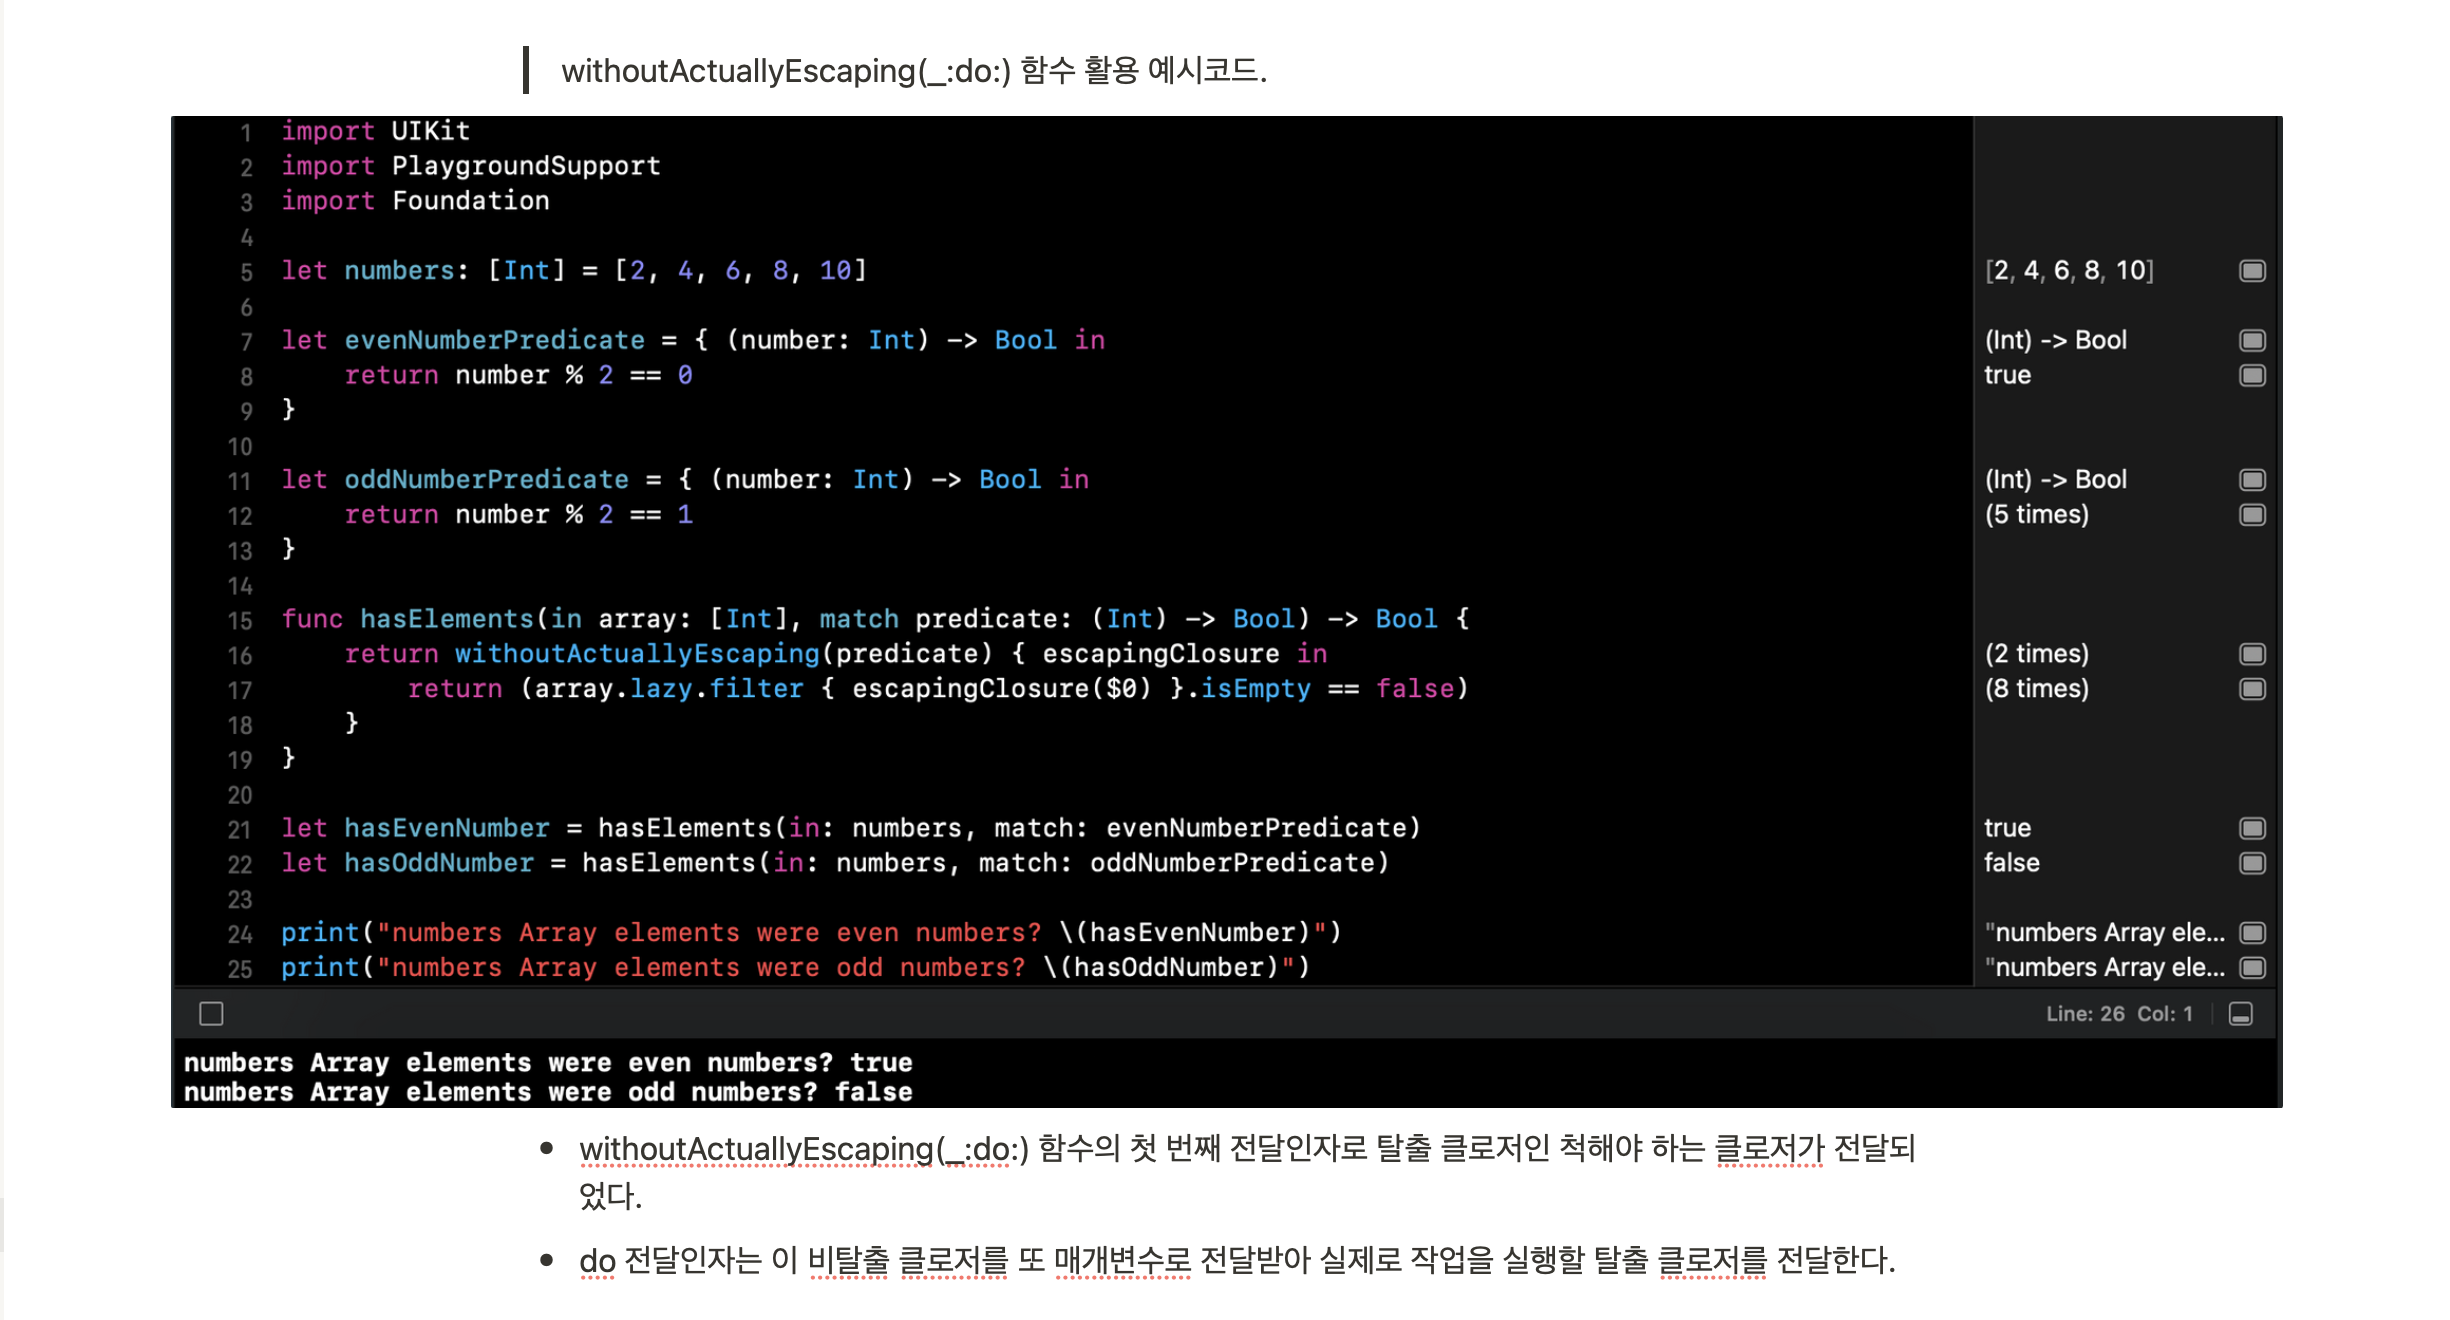 withoutActuallyEscaping(_:do:) 함수 활용 예시코드.
1 import UIKit
2 import PlaygroundSupport
3 import Foundation
4
5 let numbers: [Int] = [2, 4, 6, 8, 10] [2, 4, 6, 8, 10]
6
7 let evenNumberPredicate = { (number: Int) -> Bool in (Int) -> Bool
8     return number % 2 == 0 true
9 }
10
11 let oddNumberPredicate = { (number: Int) -> Bool in (Int) -> Bool
12     return number % 2 == 1 (5 times)
13 }
14
15 func hasElements(in array: [Int], match predicate: (Int) -> Bool) -> Bool {
16     return withoutActuallyEscaping(predicate) { escapingClosure in (2 times)
17         return (array.lazy.filter { escapingClosure($0) }.isEmpty == false) (8 times)
18     }
19 }
20
21 let hasEvenNumber = hasElements(in: numbers, match: evenNumberPredicate) true
22 let hasOddNumber = hasElements(in: numbers, match: oddNumberPredicate) false
23
24 print("numbers Array elements were even numbers? \(hasEvenNumber)") "numbers Array ele...
25 print("numbers Array elements were odd numbers? \(hasOddNumber)") "numbers Array ele...
Line: 26 Col: 1
numbers Array elements were even numbers? true
numbers Array elements were odd numbers? false
• withoutActuallyEscaping(_:do:) 함수의 첫 번째 전달인자로 탈출 클로저인 척해야 하는 클로저가 전달되
었다.
• do 전달인자는 이 비탈출 클로저를 또 매개변수로 전달받아 실제로 작업을 실행할 탈출 클로저를 전달한다.